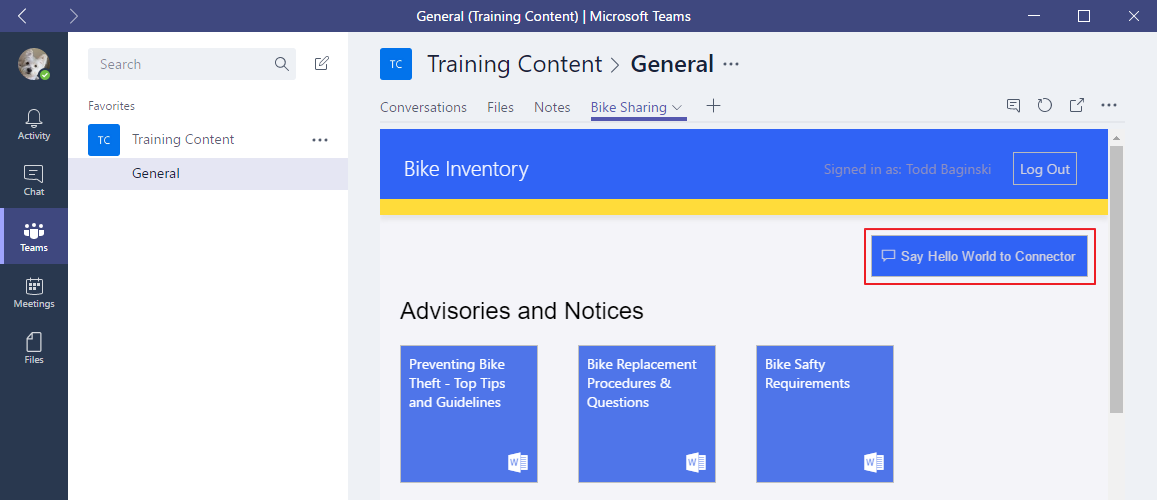 General (Training Content) | Microsoft Teams
Search
Favorites
TC
Training Content
General
Activity
Chat
Teams
Meetings
Files
TC
Training Content > General
Conversations
Files
Notes
Bike Sharing
Bike Inventory
Signed in as: Todd Baginski
Log Out
Say Hello World to Connector
Advisories and Notices
Preventing Bike
Theft - Top Tips
and Guidelines
Bike Replacement
Procedures &
Questions
Bike Safty
Requirements